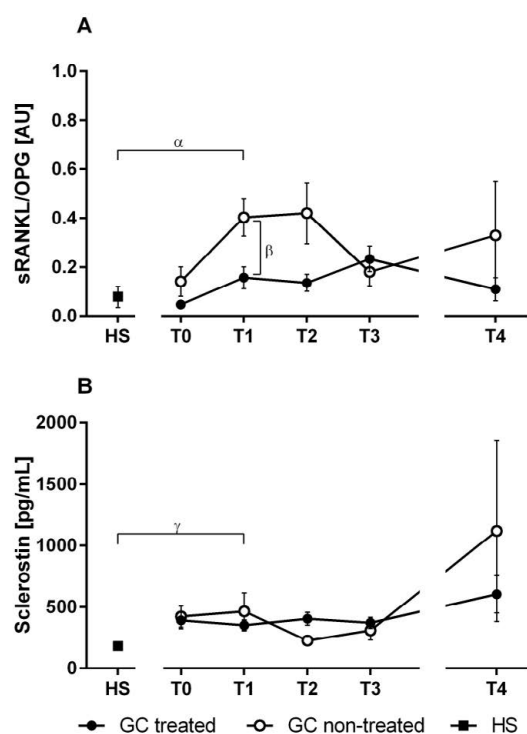 A
sRANKL/OPG [AU]
1.0
0.8
0.6
0.4
0.2
0.0
α
β
HS T0 T1 T2 T3 T4
B
Sclerostin [pg/mL]
2000
1500
1000
500
0
γ
HS T0 T1 T2 T3 T4
GC treated GC non-treated HS